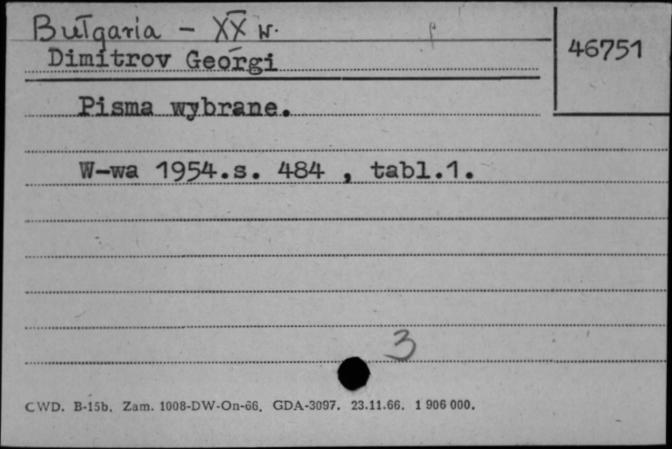 Bułgaria - XX w.
46751
Dimitrov Georgi
Pisma wybrane.
W-wa 1954.s. 484 , tabl.1.
3
CWD. B-15b. Zam. 1008-DW-On-66. GDA-3097. 23.11.66. 1 906 000.